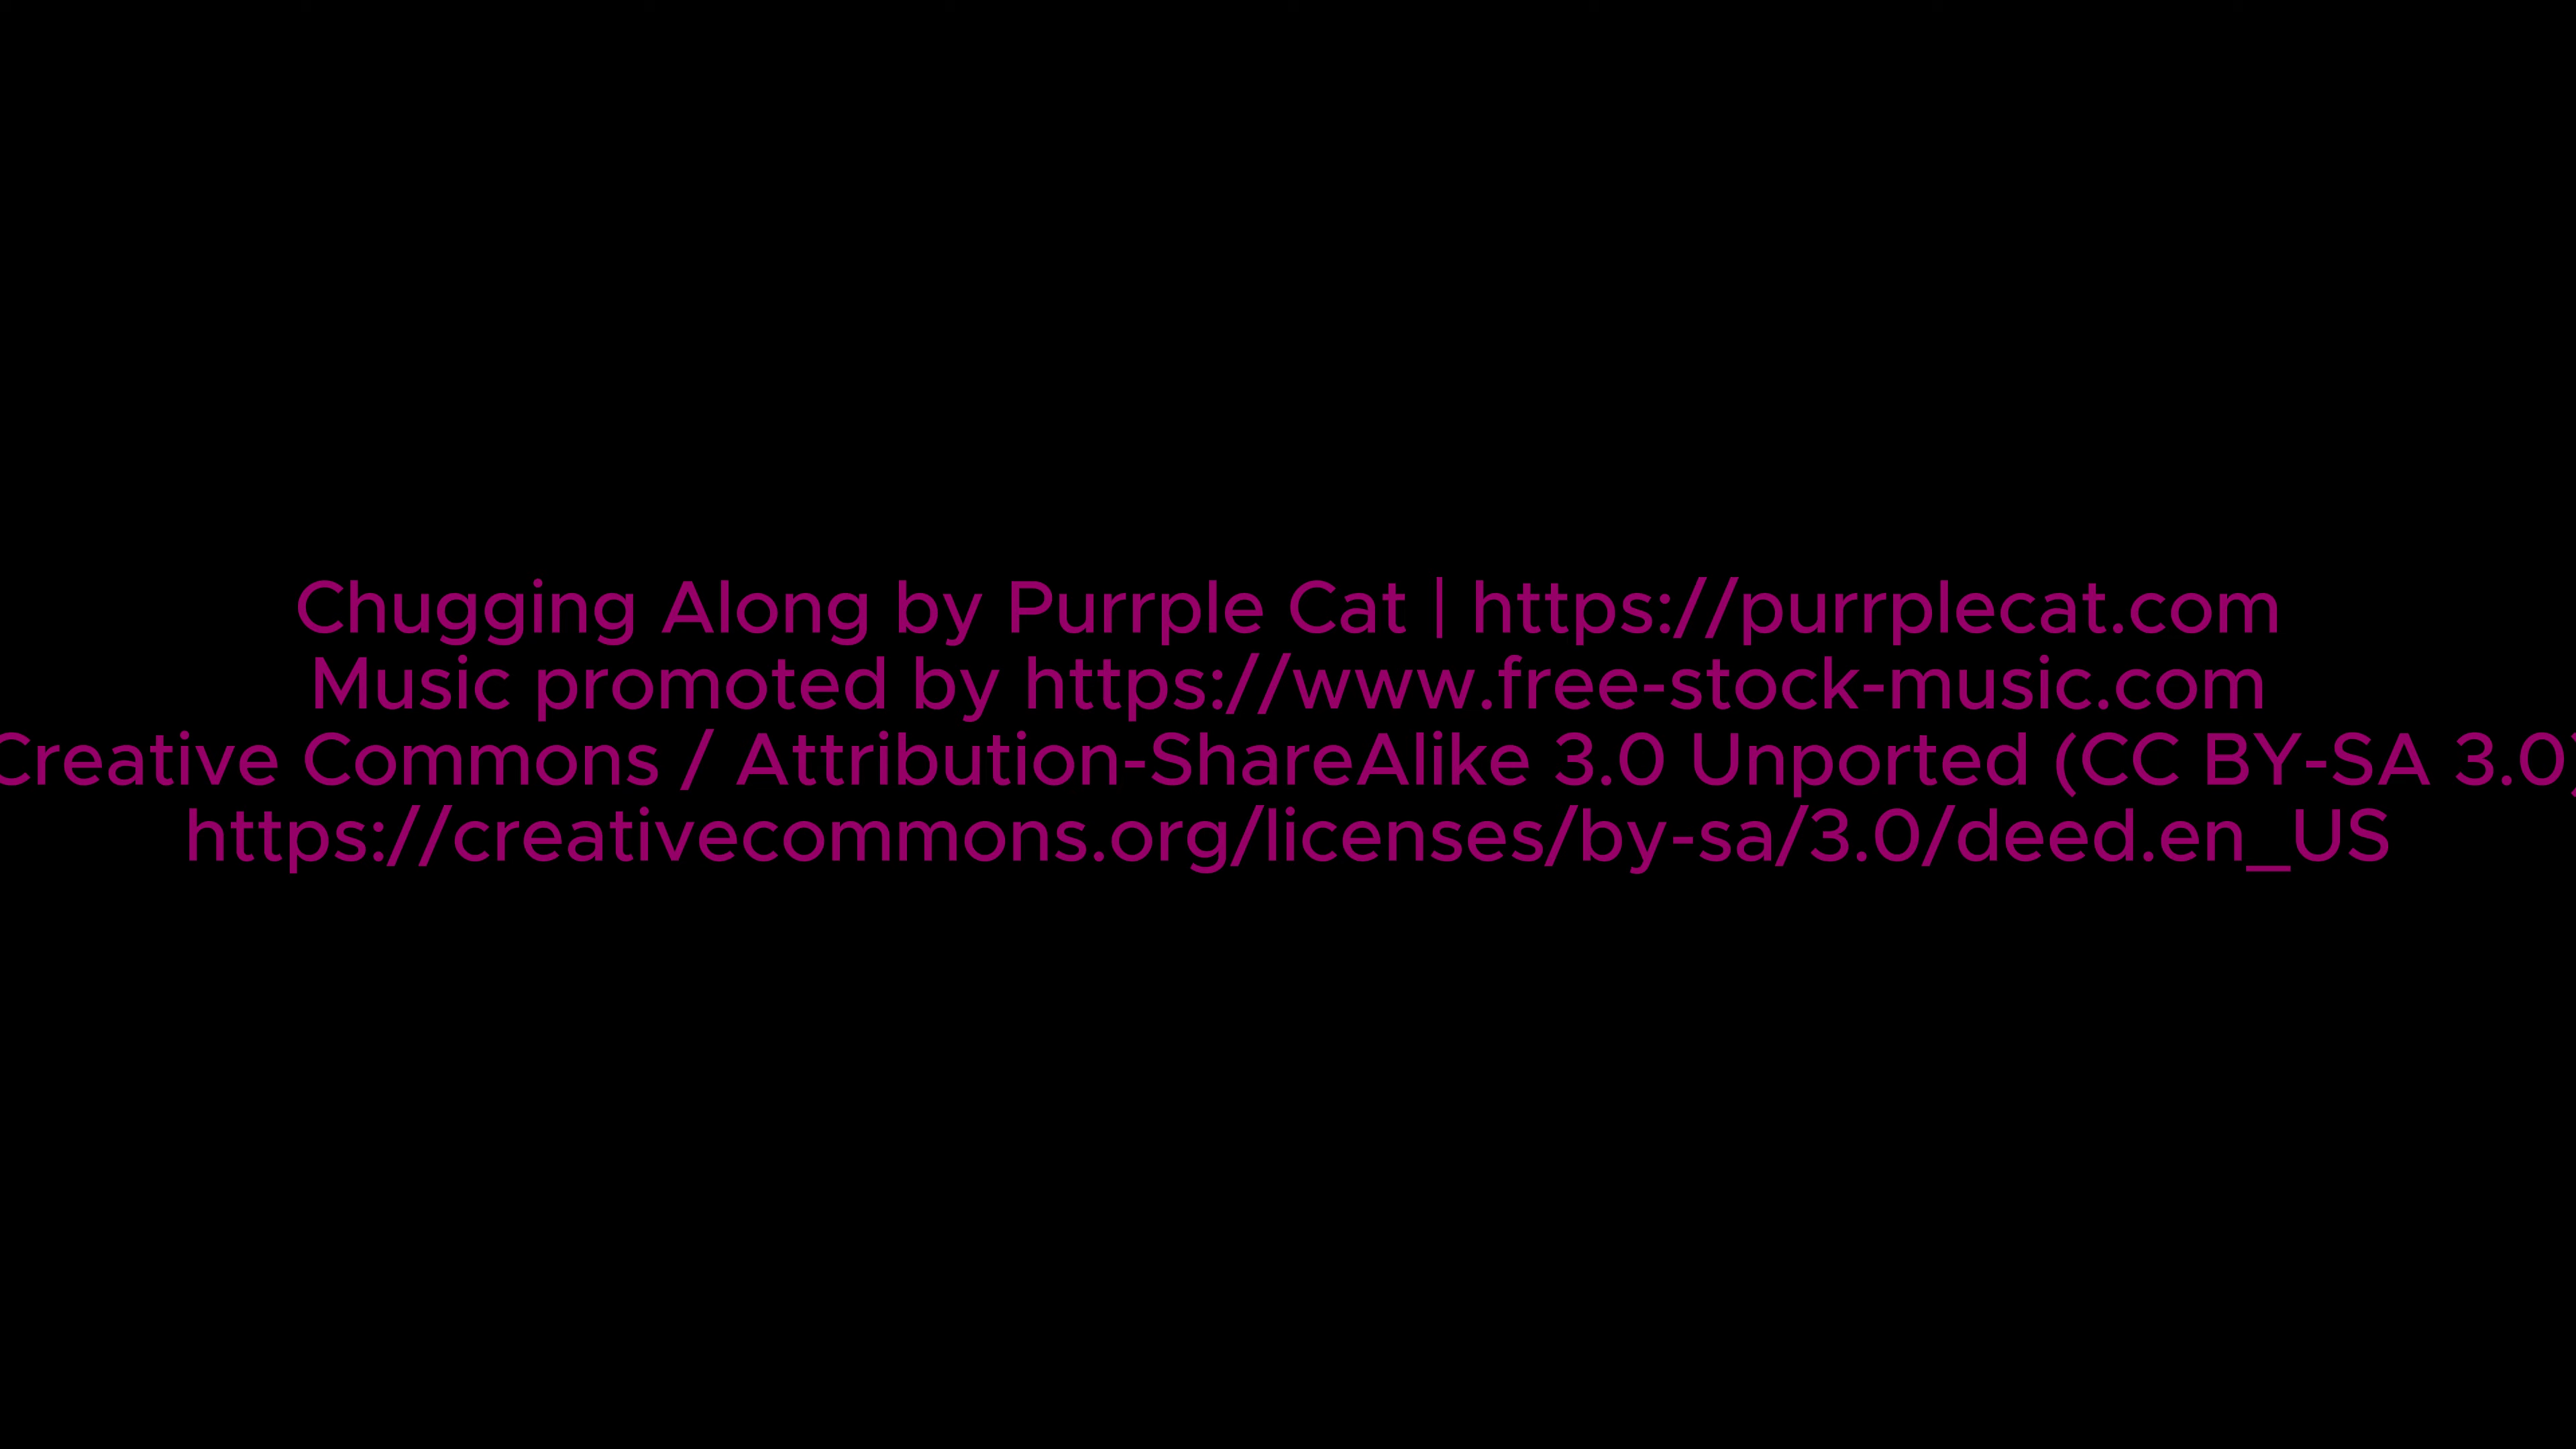 Chugging Along by Purrple Cat | https://purrplecat.com
Music promoted by https://www.free-stock-music.com
Creative Commons / Attribution-ShareAlike 3.0 Unported (CC BY-SA 3.0)
https://creativecommons.org/licenses/by-sa/3.0/deed.en_US